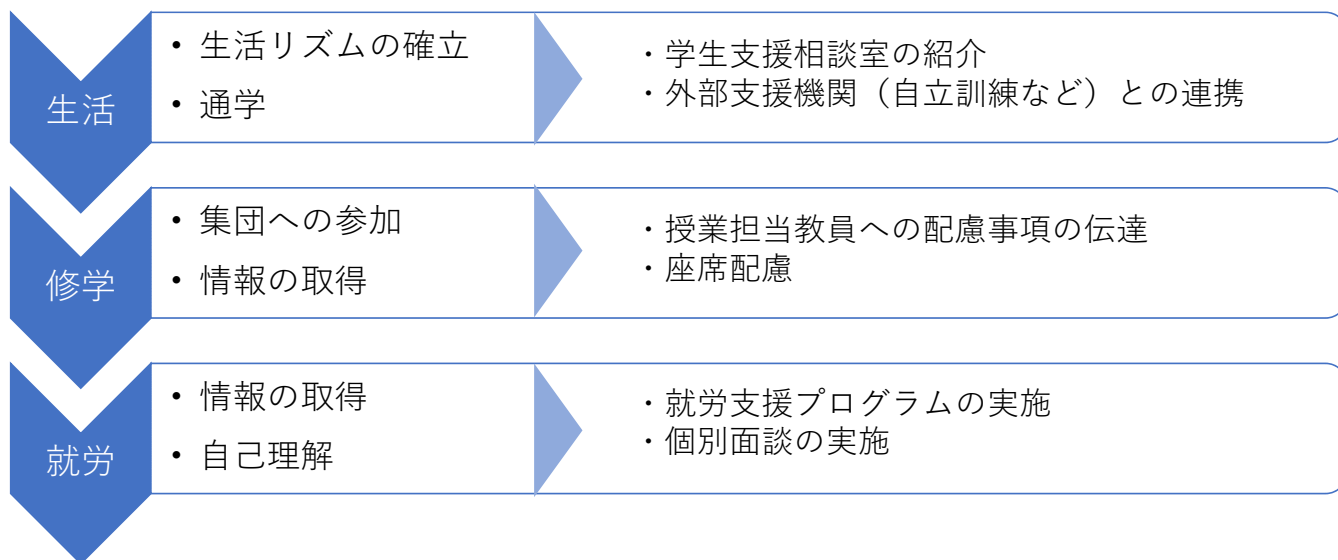 生活
• 生活リズムの確立
• 通学
・学生支援相談室の紹介
・外部支援機関（自立訓練など）との連携
修学
• 集団への参加
• 情報の取得
・授業担当教員への配慮事項の伝達
・座席配慮
就労
• 情報の取得
• 自己理解
・就労支援プログラムの実施
・個別面談の実施